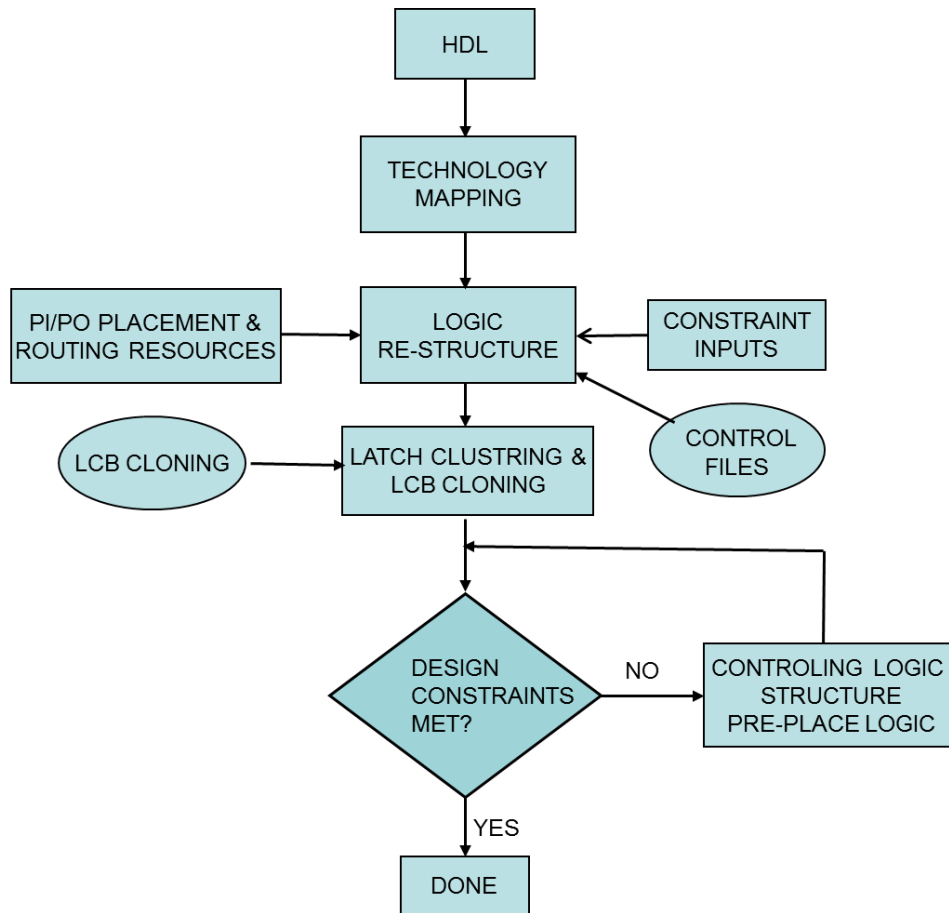 HDL
TECHNOLOGY
MAPPING
PI/PO PLACEMENT &
ROUTING RESOURCES
LOGIC
RE-STRUCTURE
CONSTRAINT
INPUTS
LCB CLONING
LATCH CLUSTRING &
LCB CLONING
CONTROL
FILES
DESIGN
CONSTRAINTS
MET?
NO
CONTROLING LOGIC
STRUCTURE
PRE-PLACE LOGIC
YES
DONE